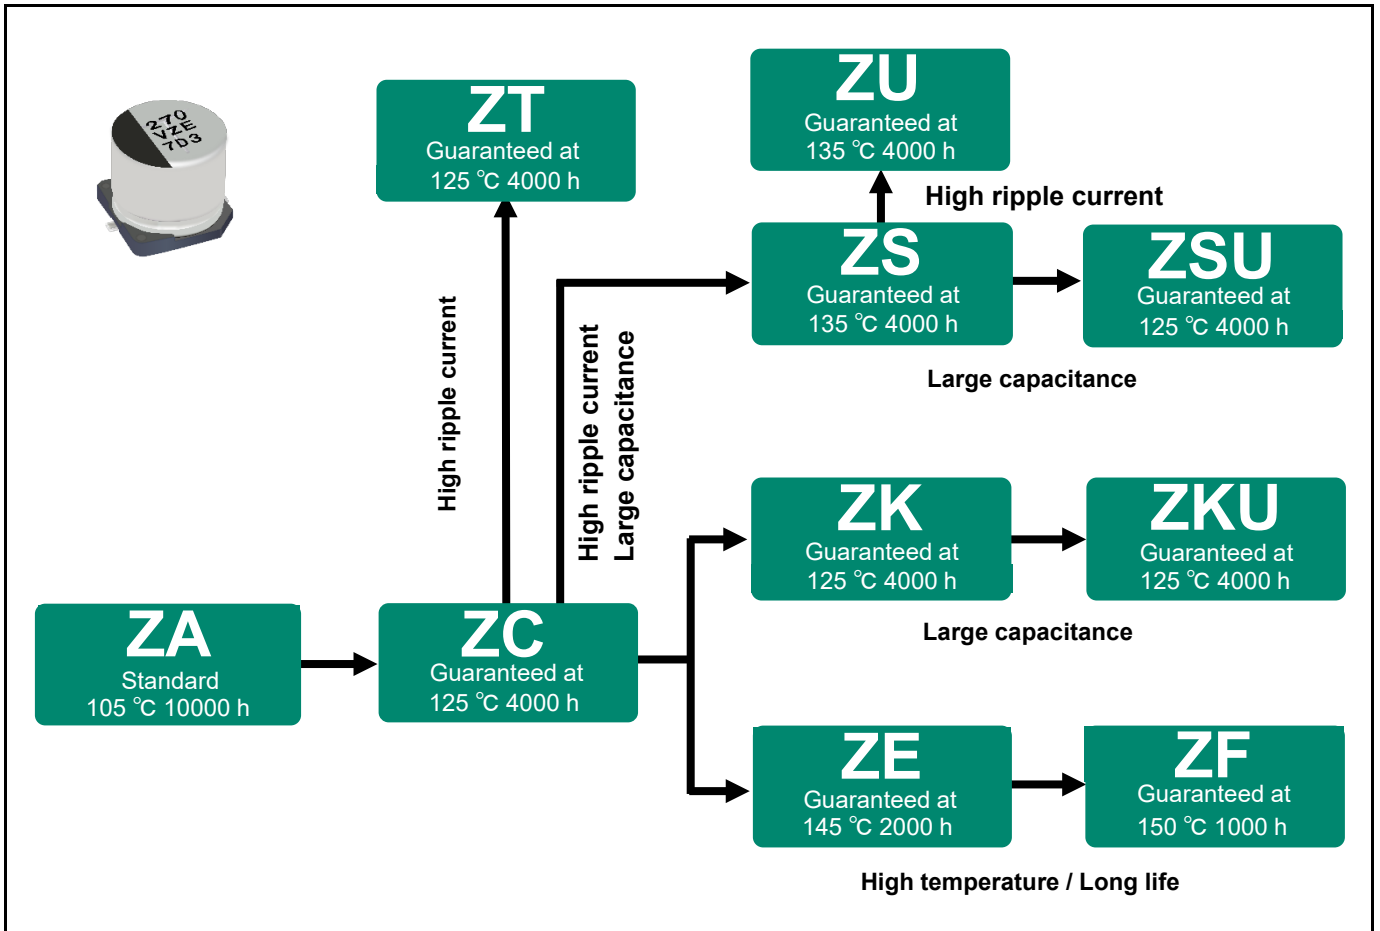 270
VZE
7D3
ZT
Guaranteed at
125 ℃ 4000 h
ZU
Guaranteed at
135 ℃ 4000 h
High ripple current
ZS
Guaranteed at
135 ℃ 4000 h
ZSU
Guaranteed at
125 ℃ 4000 h
Large capacitance
High ripple current
High ripple current
Large capacitance
ZK
Guaranteed at
125 ℃ 4000 h
ZKU
Guaranteed at
125 ℃ 4000 h
Large capacitance
ZA
Standard
105 ℃ 10000 h
ZC
Guaranteed at
125 ℃ 4000 h
ZE
Guaranteed at
145 ℃ 2000 h
ZF
Guaranteed at
150 ℃ 1000 h
High temperature / Long life